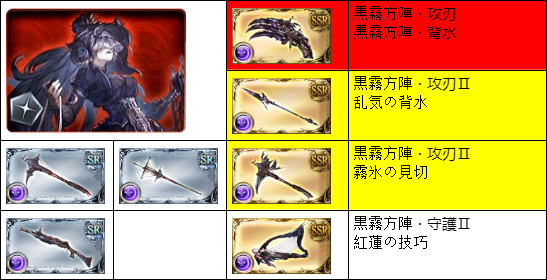 SSR
黒霧方陣・攻刃
黒霧方陣・背水
SSR
黒霧方陣・攻刃Ⅱ
乱気の背水
SR
SR
SSR
黒霧方陣・攻刃Ⅱ
霧氷の見切
SR
SSR
黒霧方陣・守護Ⅱ
紅蓮の技巧